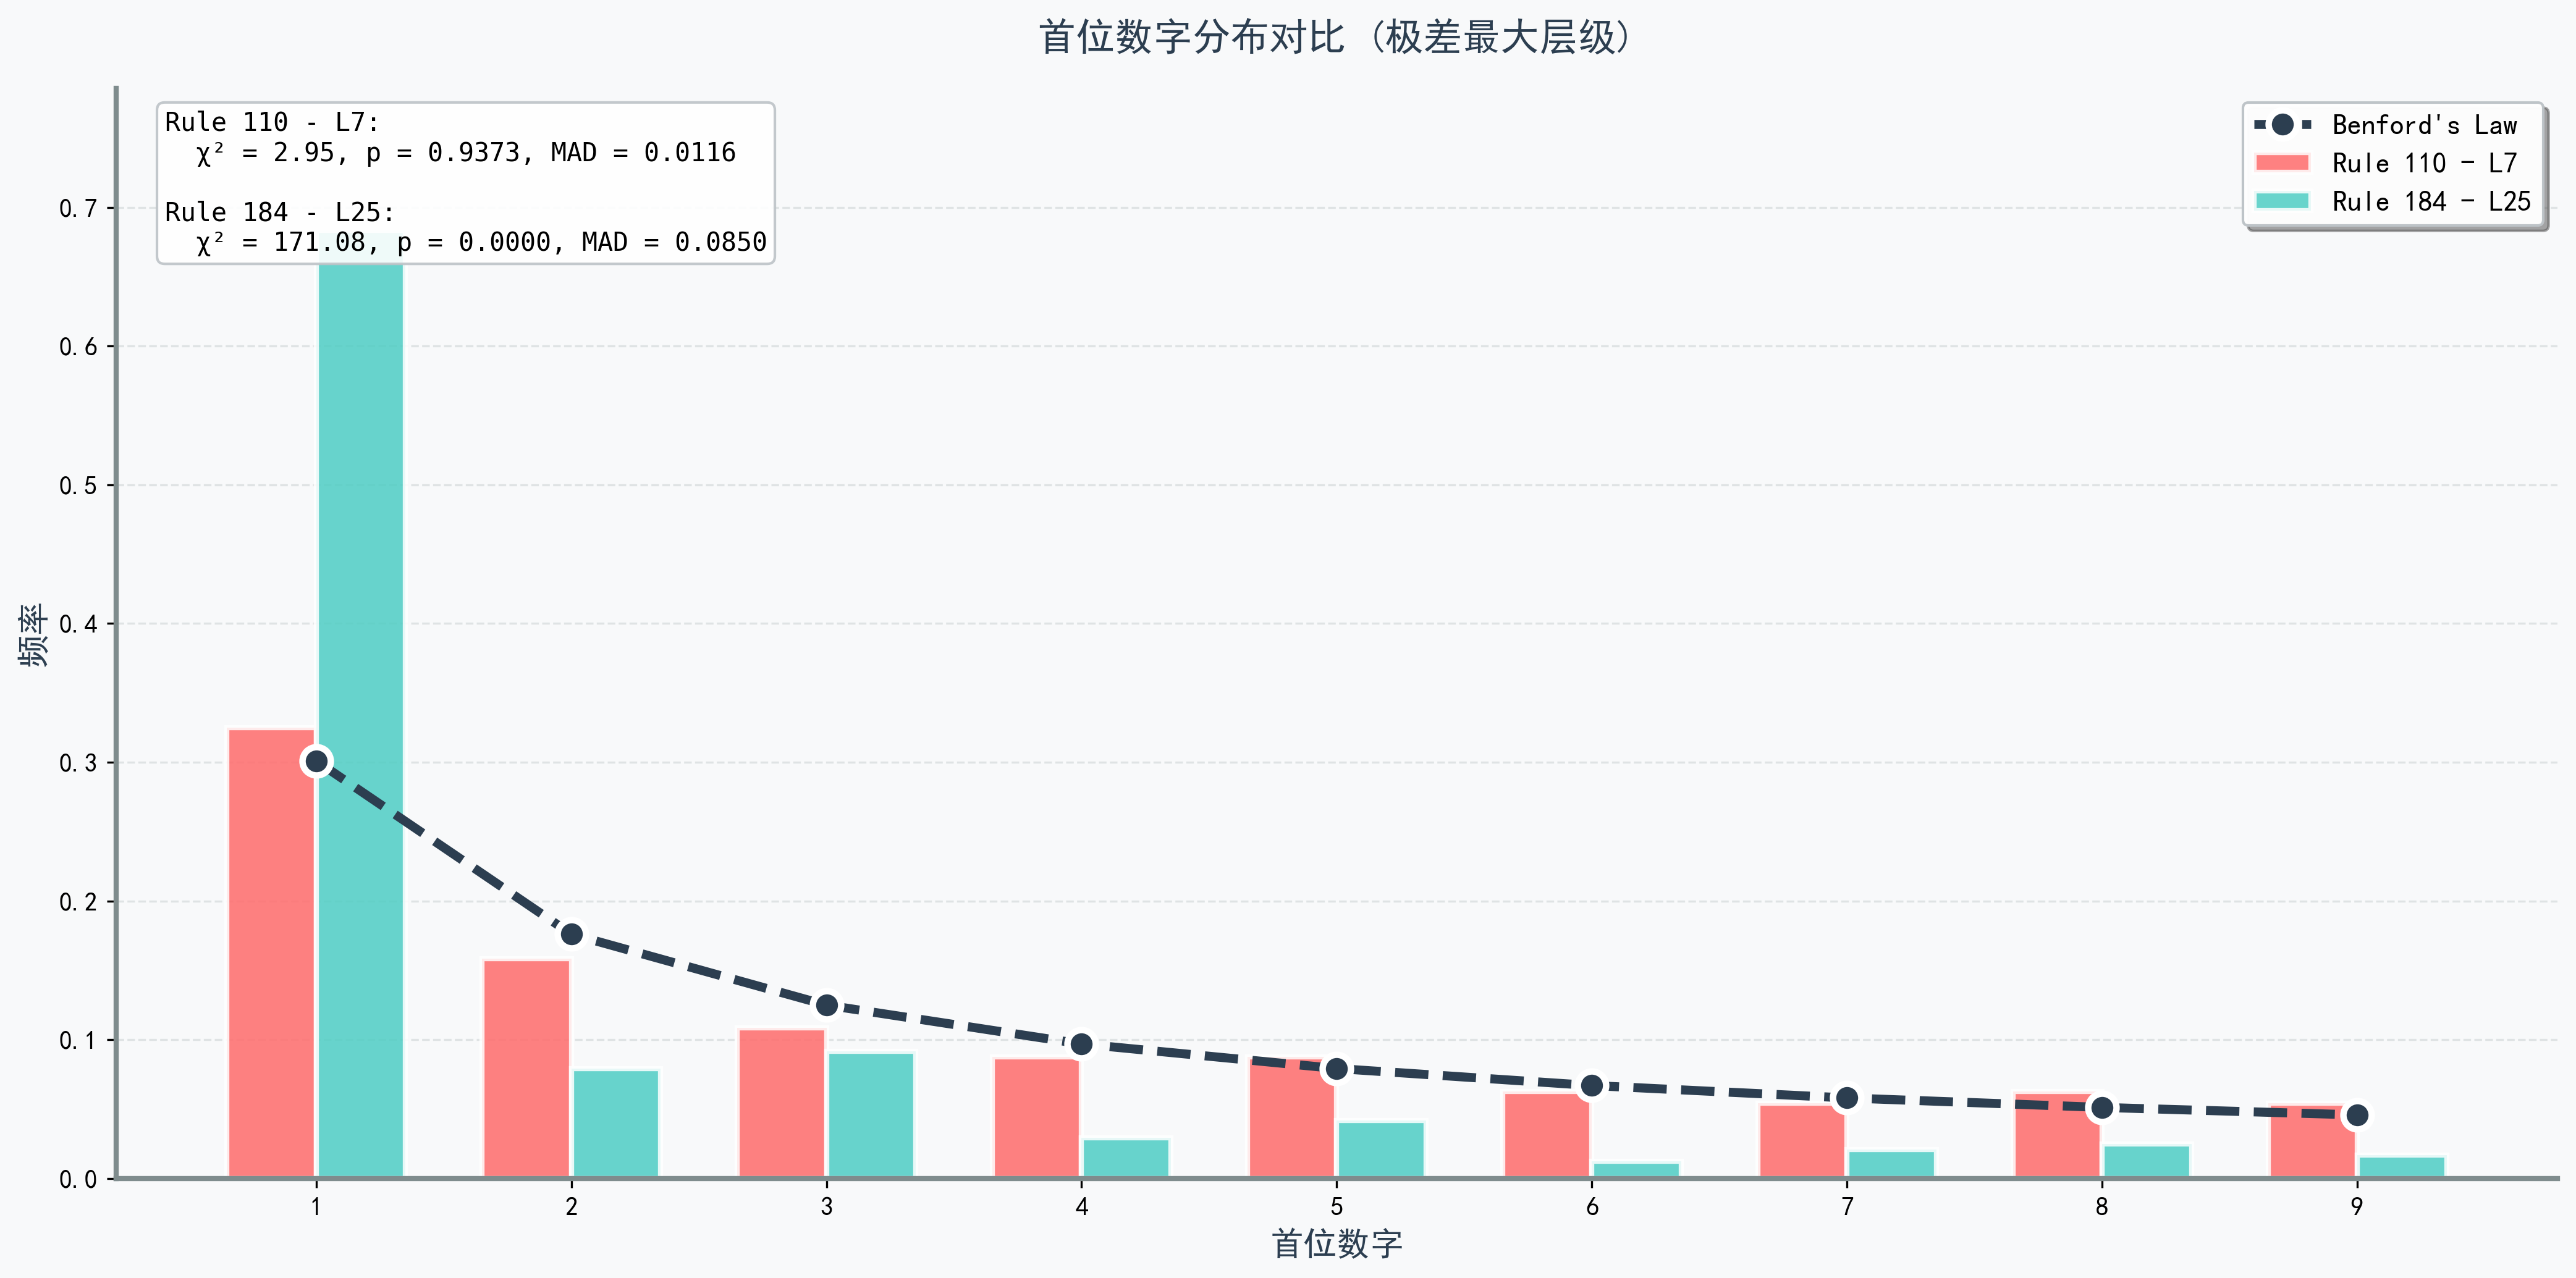 首位数字分布对比 (极差最大层级)
Rule 110 - L7:
χ² = 2.95, p = 0.9373, MAD = 0.0116
Rule 184 - L25:
χ² = 171.08, p = 0.0000, MAD = 0.0850
Benford's Law
Rule 110 - L7
Rule 184 - L25
频率
0.7
0.6
0.5
0.4
0.3
0.2
0.1
0.0
1 2 3 4 5 6 7 8 9
首位数字